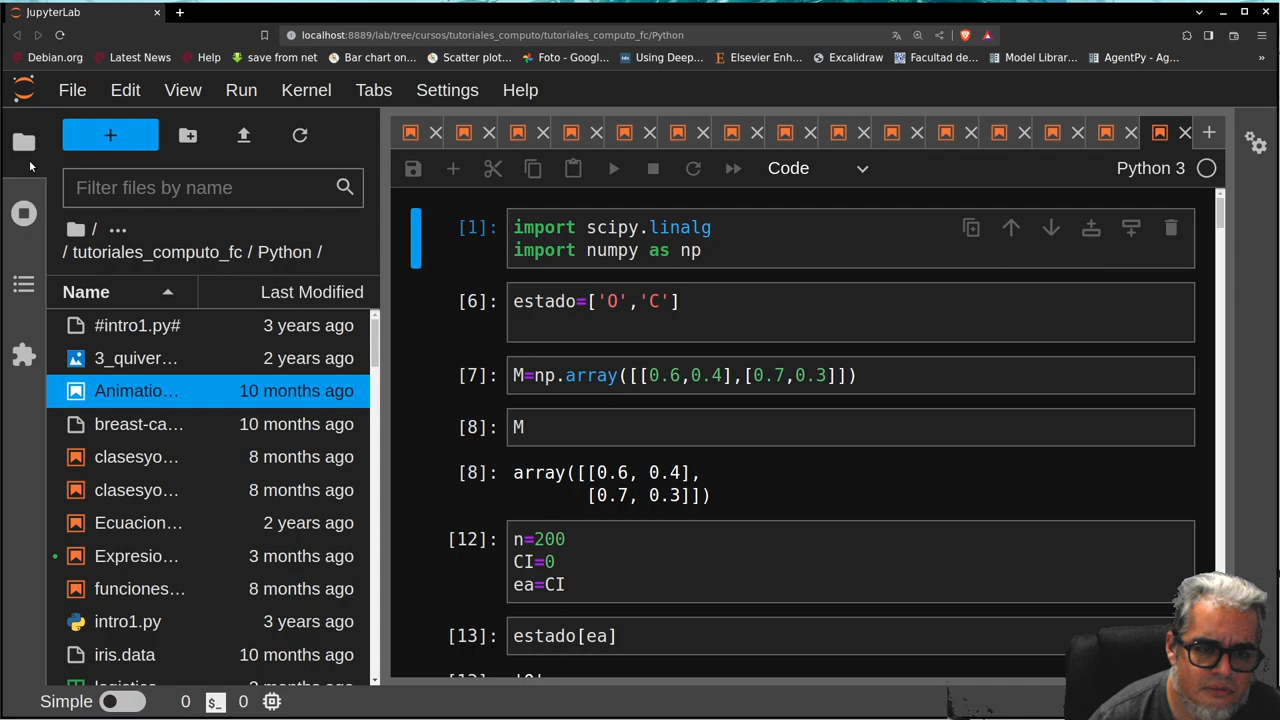 JupyterLab
localhost:8889/lab/tree/cursos/tutoriales_computo/tutoriales_computo_fc/Python
Debian.org
Latest News
Help
save from net
Bar chart on...
Scatter plot...
Foto - Googl...
Using Deep...
Elsevier Enh...
Excalidraw
Facultad de...
Model Librar...
AgentPy - Ag...
»
File
Edit
View
Run
Kernel
Tabs
Settings
Help
Filter files by name
/ ...
/ tutoriales_computo_fc / Python /
Name
Last Modified
#intro1.py# 3 years ago
3_quiver... 2 years ago
Animatio... 10 months ago
breast-ca... 10 months ago
clasesyo... 8 months ago
clasesyo... 8 months ago
Ecuacion... 2 years ago
Expresio... 3 months ago
funciones... 8 months ago
intro1.py 3 years ago
iris.data 10 months ago
Simple
0
$_
0
Code
Python 3
[1]: import scipy.linalg
import numpy as np
[6]: estado=['O','C']
[7]: M=np.array([[0.6,0.4],[0.7,0.3]])
[8]: M
[8]: array([[0.6, 0.4],
[0.7, 0.3]])
[12]: n=200
CI=0
ea=CI
[13]: estado[ea]